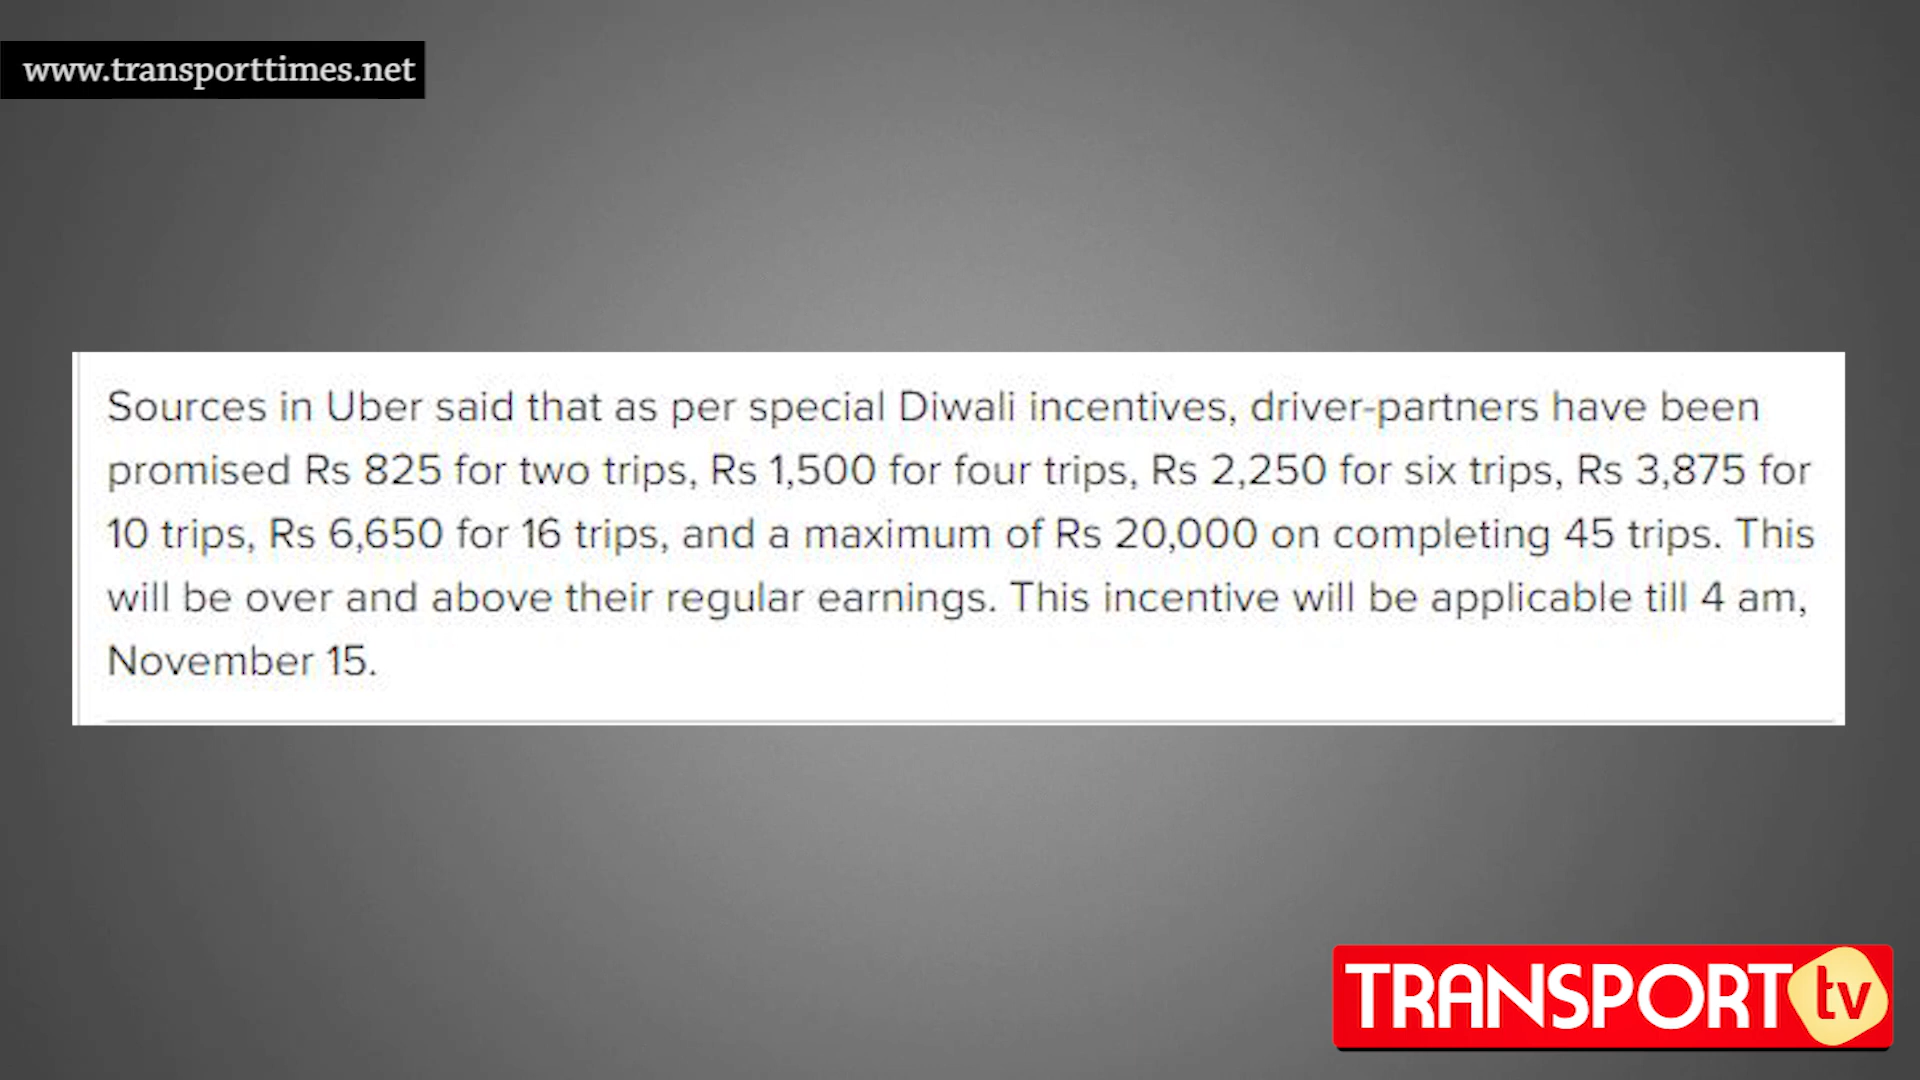 www.transporttimes.net
Sources in Uber said that as per special Diwali incentives, driver-partners have been
promised Rs 825 for two trips, Rs 1,500 for four trips, Rs 2,250 for six trips, Rs 3,875 for
10 trips, Rs 6,650 for 16 trips, and a maximum of Rs 20,000 on completing 45 trips. This
will be over and above their regular earnings. This incentive will be applicable till 4 am,
November 15.
TRANSPORT tv